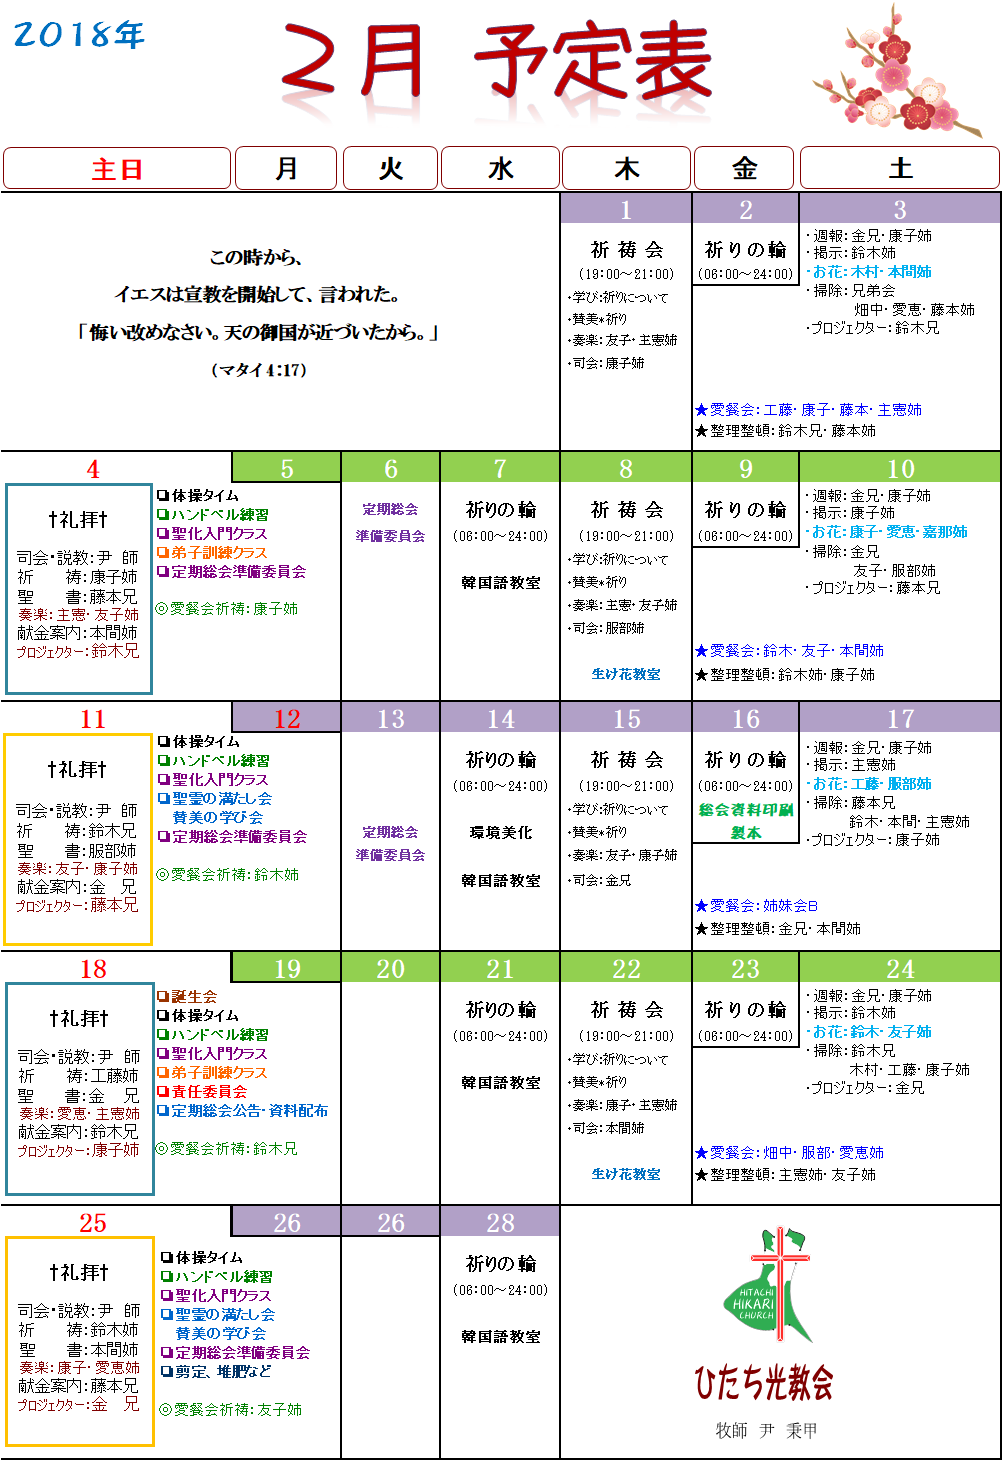 2018年
2月 予定表
主日 月 火 水 木 金 土
この時から、
イエスは宣教を開始して、言われた。
「悔い改めなさい。天の御国が近づいたから。」
(マタイ4:17)
1
祈 祷 会
(19:00~21:00)
・学び:祈りについて
・賛美*祈り
・奏楽:友子・主憲姉
・司会:康子姉
2
祈りの輪
(06:00~24:00)
3
・週報:金兄・康子姉
・掲示:鈴木姉
・お花:木村・本間姉
・掃除:兄弟会
畑中・愛恵・藤本姉
・プロジェクター:鈴木兄
★愛餐会:工藤・康子・藤本・主憲姉
★整理整頓:鈴木兄・藤本姉
4
†礼拝†
司会・説教:尹 師
祈 祷:康子姉
聖 書:藤本兄
奏楽:主憲・友子姉
献金案内:本間姉
プロジェクター:鈴木兄
5
❏体操タイム
❏ハンドベル練習
❏聖化入門クラス
❏弟子訓練クラス
❏定期総会準備委員会
◎愛餐会祈祷:康子姉
6
定期総会
準備委員会
7
祈りの輪
(06:00~24:00)
韓国語教室
8
祈 祷 会
(19:00~21:00)
・学び:祈りについて
・賛美*祈り
・奏楽:主憲・友子姉
・司会:服部姉
生け花教室
9
祈りの輪
(06:00~24:00)
10
・週報:金兄・康子姉
・掲示:康子姉
・お花:康子・愛恵・嘉那姉
・掃除:金兄
友子・服部姉
・プロジェクター:藤本兄
★愛餐会:鈴木・友子・本間姉
★整理整頓:鈴木姉・康子姉
11
†礼拝†
司会・説教:尹 師
祈 祷:鈴木兄
聖 書:服部姉
奏楽:友子・康子姉
献金案内:金 兄
プロジェクター:藤本兄
12
❏体操タイム
❏ハンドベル練習
❏聖化入門クラス
❏聖霊の満たし会
賛美の学び会
❏定期総会準備委員会
◎愛餐会祈祷:鈴木姉
13
定期総会
準備委員会
14
祈りの輪
(06:00~24:00)
環境美化
韓国語教室
15
祈 祷 会
(19:00~21:00)
・学び:祈りについて
・賛美*祈り
・奏楽:友子・康子姉
・司会:金兄
16
祈りの輪
(06:00~24:00)
総会資料印刷
製本
17
・週報:金兄・康子姉
・掲示:主憲姉
・お花:工藤・服部姉
・掃除:藤本兄
鈴木・本間・主憲姉
・プロジェクター:康子姉
★愛餐会:姉妹会B
★整理整頓:金兄・本間姉
18
†礼拝†
司会・説教:尹 師
祈 祷:工藤姉
聖 書:金 兄
奏楽:愛恵・主憲姉
献金案内:鈴木兄
プロジェクター:康子姉
19
❏誕生会
❏体操タイム
❏ハンドベル練習
❏聖化入門クラス
❏弟子訓練クラス
❏責任委員会
❏定期総会公告・資料配布
◎愛餐会祈祷:鈴木兄
20
21
祈りの輪
(06:00~24:00)
韓国語教室
22
祈 祷 会
(19:00~21:00)
・学び:祈りについて
・賛美*祈り
・奏楽:康子・主憲姉
・司会:本間姉
生け花教室
23
祈りの輪
(06:00~24:00)
24
・週報:金兄・康子姉
・掲示:鈴木姉
・お花:鈴木・友子姉
・掃除:鈴木兄
木村・工藤・康子姉
・プロジェクター:金兄
★愛餐会:畑中・服部・愛恵姉
★整理整頓:主憲姉・友子姉
25
†礼拝†
司会・説教:尹 師
祈 祷:鈴木姉
聖 書:本間姉
奏楽:康子・愛恵姉
献金案内:藤本兄
プロジェクター:金 兄
26
❏体操タイム
❏ハンドベル練習
❏聖化入門クラス
❏聖霊の満たし会
賛美の学び会
❏定期総会準備委員会
❏剪定、堆肥など
◎愛餐会祈祷:友子姉
26
28
祈りの輪
(06:00~24:00)
韓国語教室
HITACHI
HIKARI
CHURCH
ひたち光教会
牧師 尹 秉甲